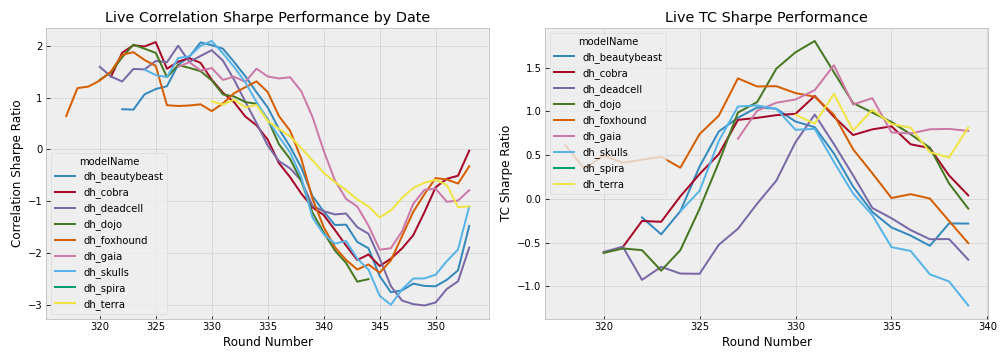 Live Correlation Sharpe Performance by Date
Correlation Sharpe Ratio
2
1
0
−1
−2
−3
modelName
dh_beautybeast
dh_cobra
dh_deadcell
dh_dojo
dh_foxhound
dh_gaia
dh_skulls
dh_spira
dh_terra
320 325 330 335 340 345 350
Round Number
Live TC Sharpe Performance
TC Sharpe Ratio
1.5
1.0
0.5
0.0
−0.5
−1.0
modelName
dh_beautybeast
dh_cobra
dh_deadcell
dh_dojo
dh_foxhound
dh_gaia
dh_skulls
dh_spira
dh_terra
320 325 330 335 340
Round Number